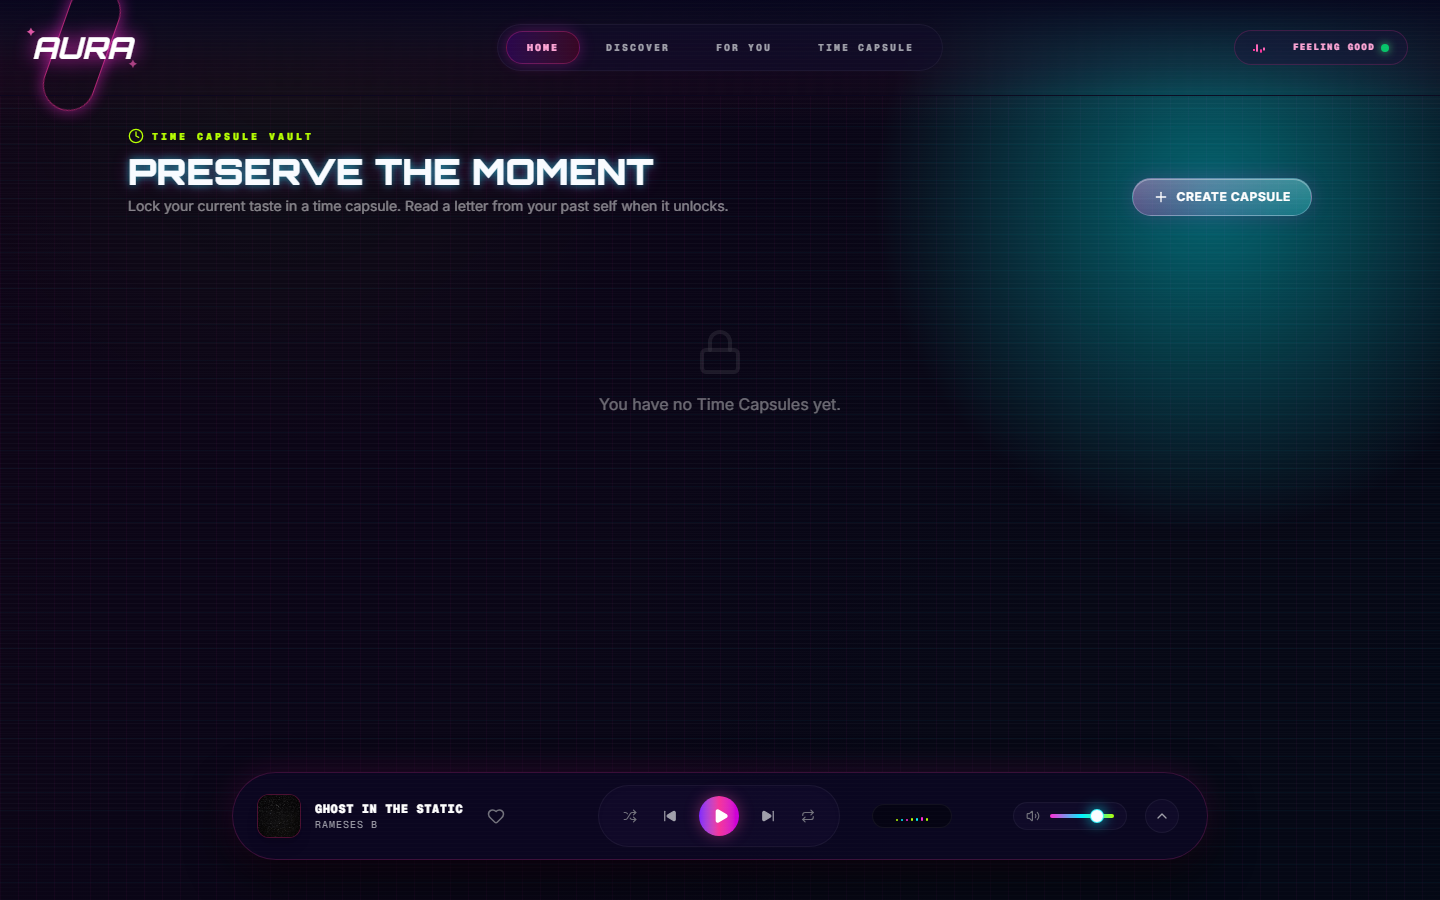 AURA
HOME
DISCOVER
FOR YOU
TIME CAPSULE
FEELING GOOD
TIME CAPSULE VAULT
PRESERVE THE MOMENT
Lock your current taste in a time capsule. Read a letter from your past self when it unlocks.
CREATE CAPSULE
You have no Time Capsules yet.
GHOST IN THE STATIC
RAMESES B